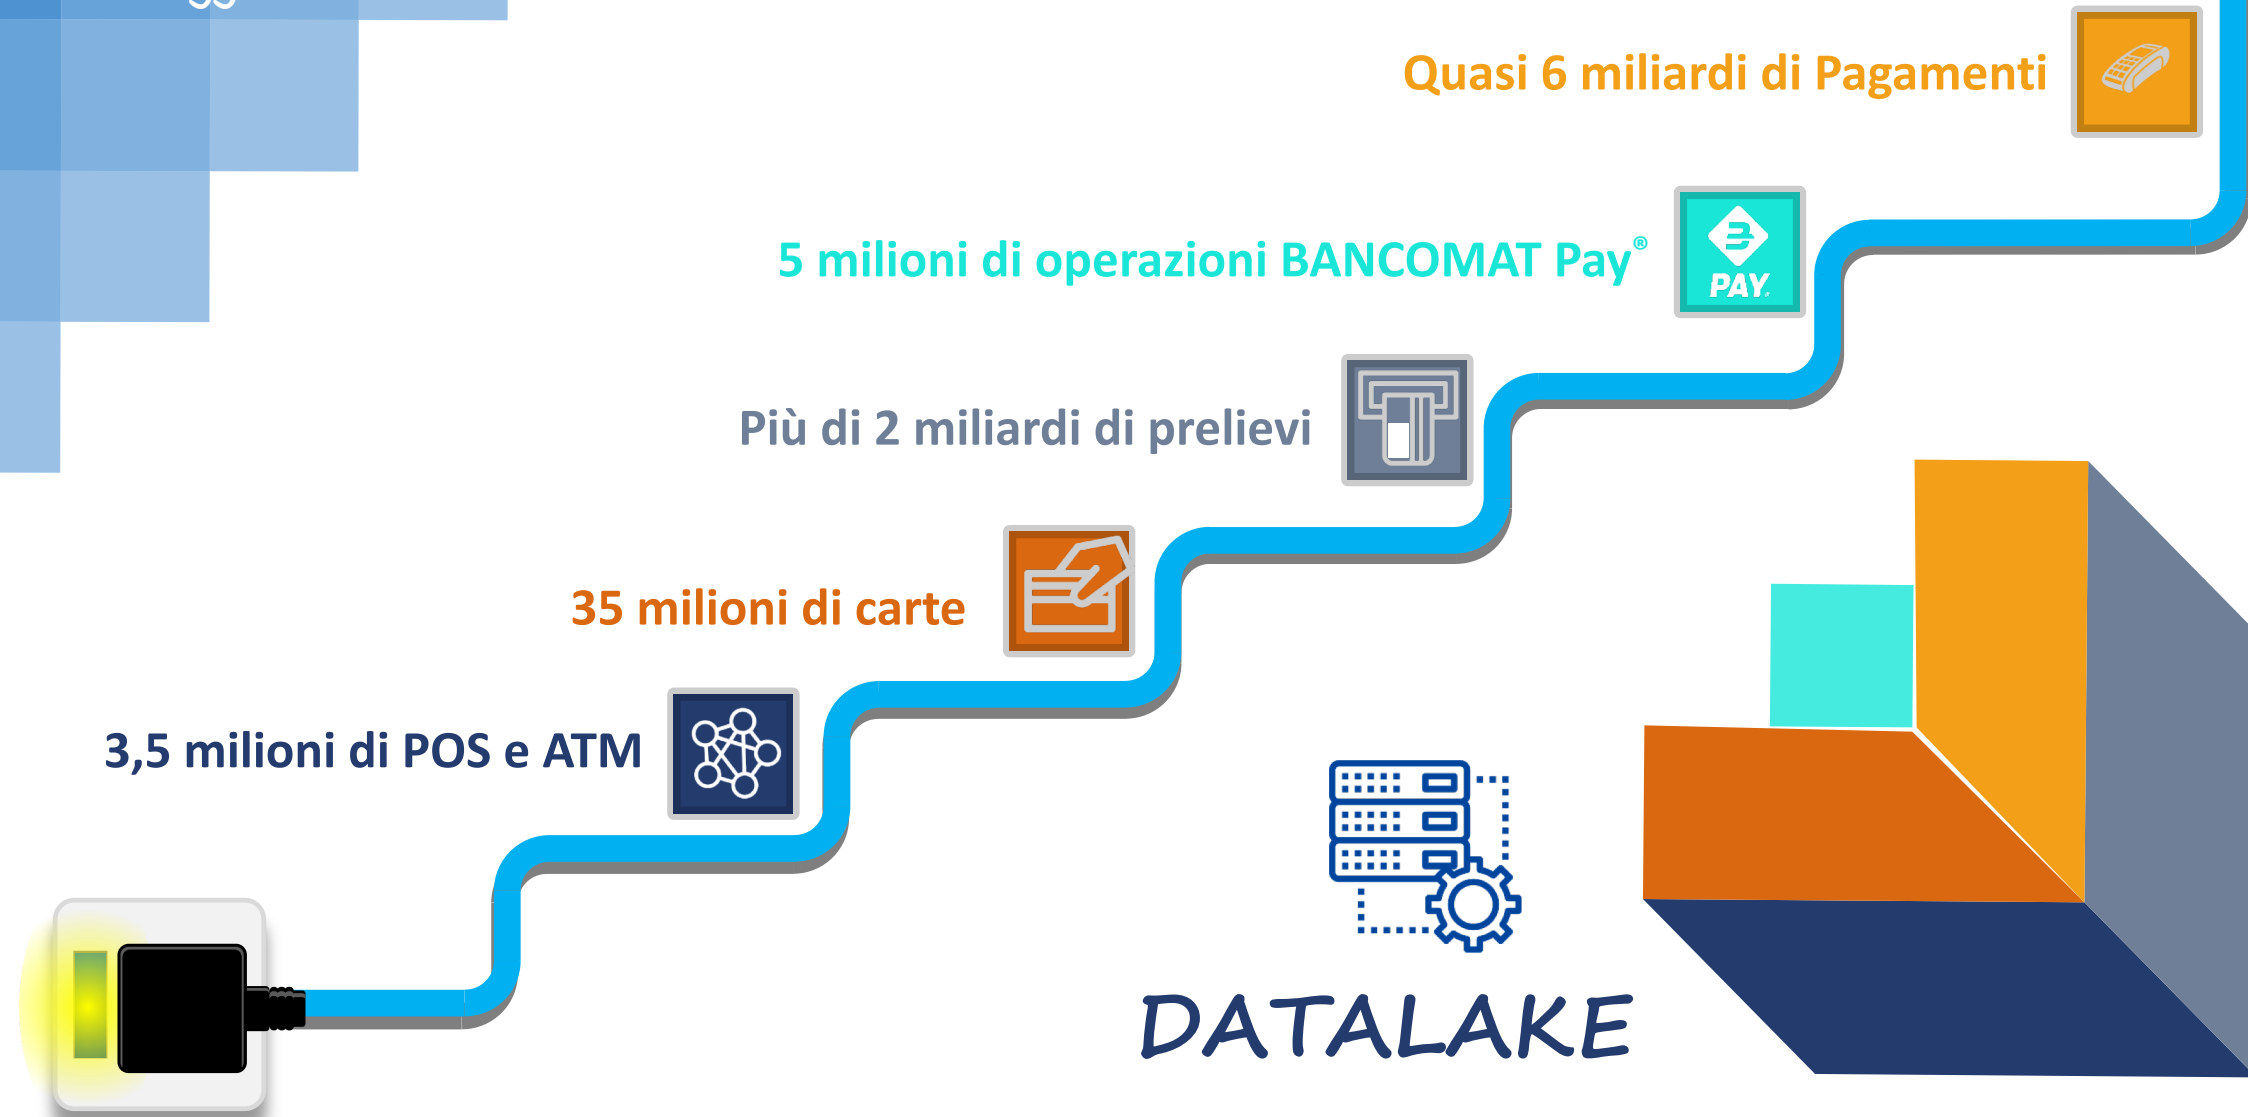 Quasi 6 miliardi di Pagamenti
5 milioni di operazioni BANCOMAT Pay®
PAY.
Più di 2 miliardi di prelievi
35 milioni di carte
3,5 milioni di POS e ATM
DATALAKE